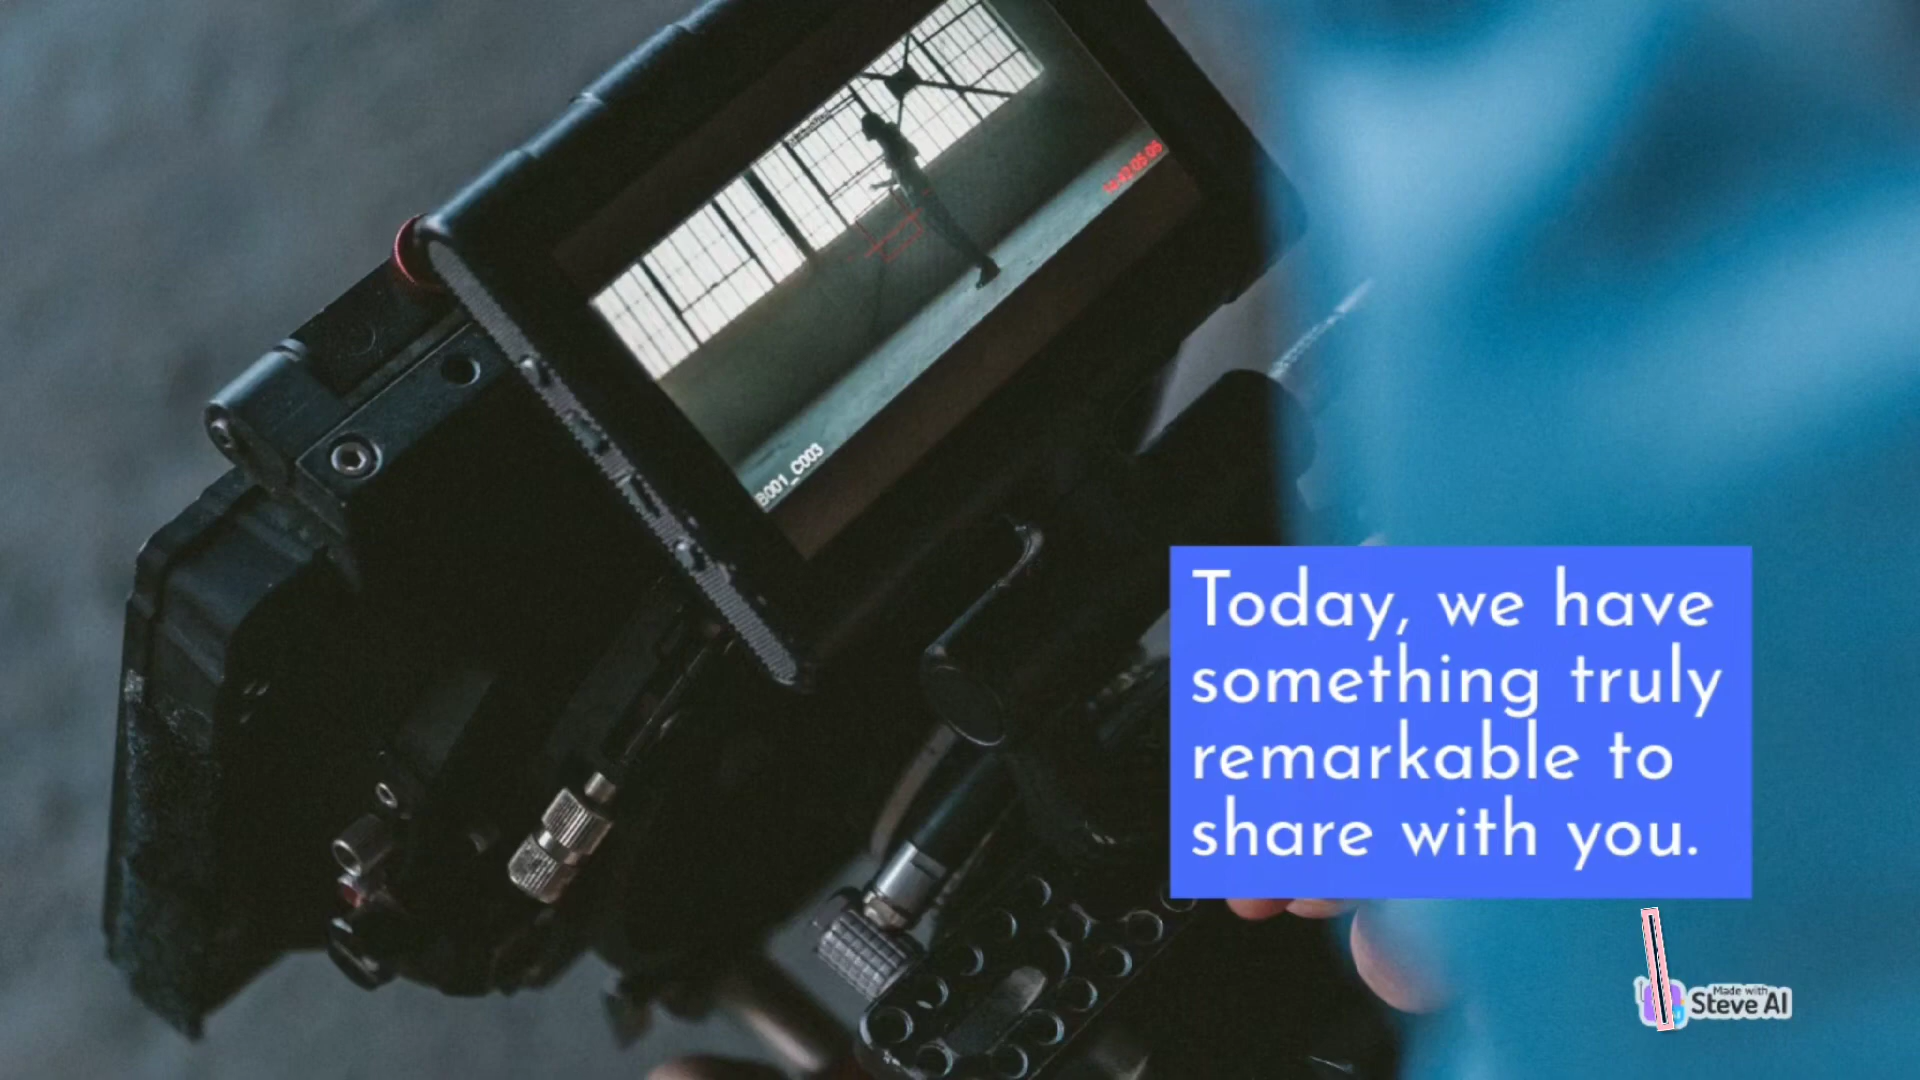 B001_C003
Today, we have
something truly
remarkable to
share with you.
Made with
Steve AI